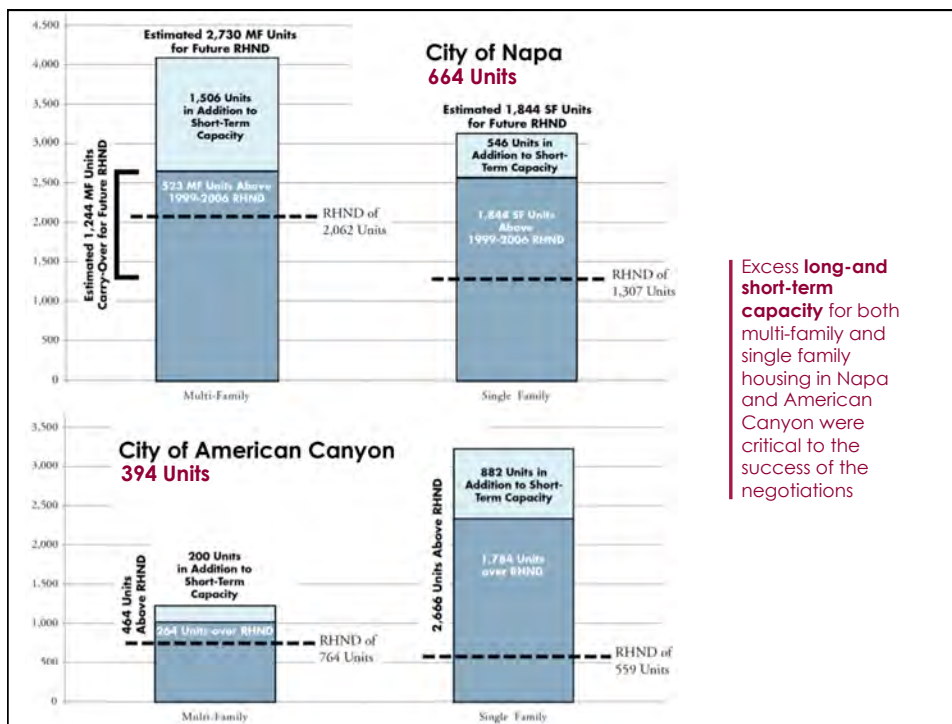 City of Napa
664 Units
4,500
4,000
3,500
3,000
2,500
2,000
1,500
1,000
500
0
Estimated 1,244 MF Units
Carry-Over for Future RHND
Estimated 2,730 MF Units
for Future RHND
1,506 Units
in Addition to
Short-Term
Capacity
523 MF Units Above
1999-2006 RHND
RHND of
2,062 Units
Multi-Family
Estimated 1,844 SF Units
for Future RHND
546 Units in
Addition to Short-
Term Capacity
1,844 SF Units
Above
1999-2006 RHND
RHND of
1,307 Units
Single Family
City of American Canyon
394 Units
3,500
3,000
2,500
2,000
1,500
1,000
500
0
464 Units
Above RHND
200 Units
in Addition to
Short-Term
Capacity
264 Units over RHND
RHND of
764 Units
Multi-Family
2,666 Units Above RHND
882 Units in
Addition to Short-
Term Capacity
1,784 Units
over RHND
RHND of
559 Units
Single Family
Excess long-and
short-term
capacity for both
multi-family and
single family
housing in Napa
and American
Canyon were
critical to the
success of the
negotiations